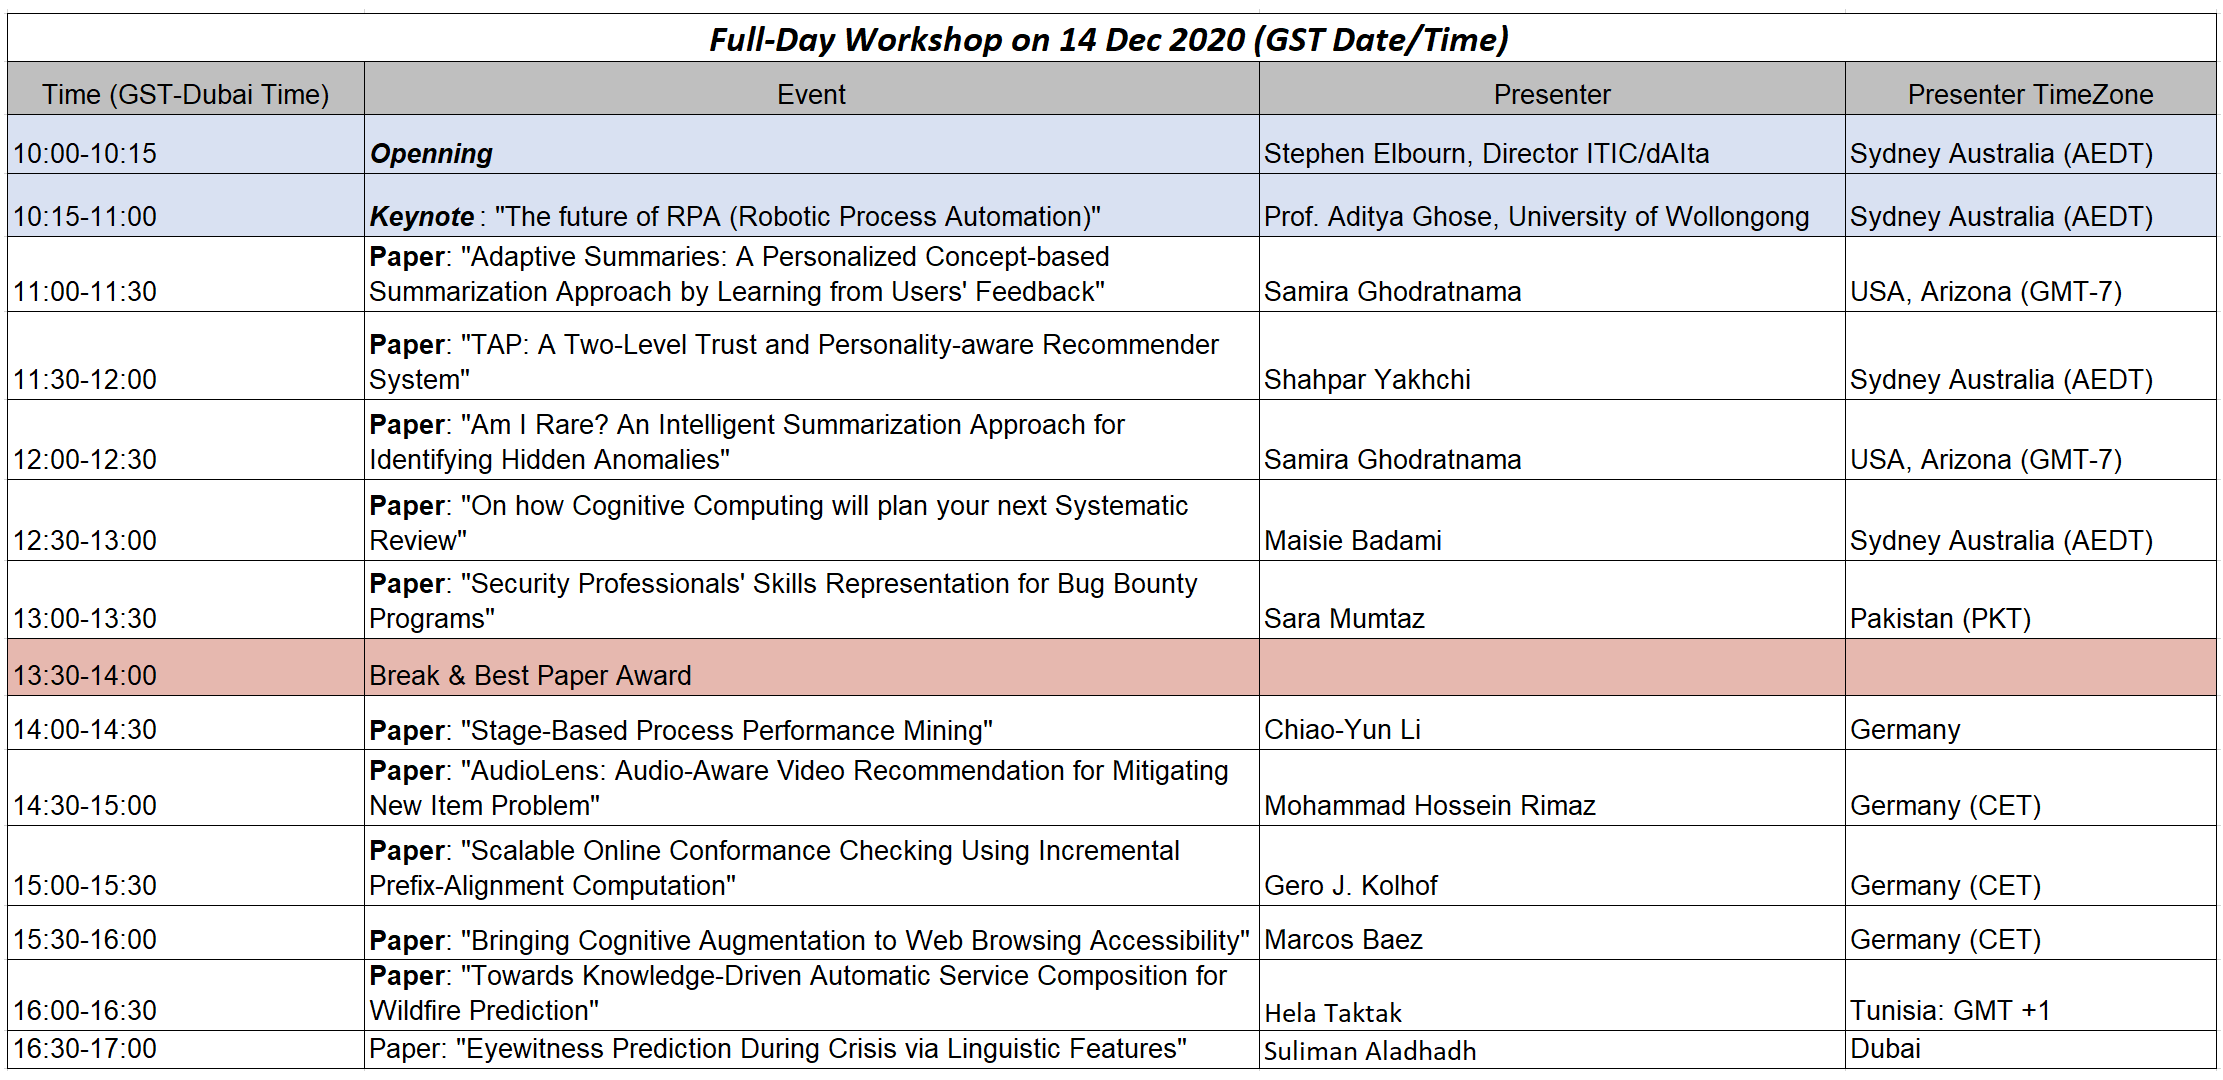 Full-Day Workshop on 14 Dec 2020 (GST Date/Time)
Time (GST-Dubai Time) Event Presenter Presenter TimeZone
10:00-10:15 Openning Stephen Elbourn, Director ITIC/dAIta Sydney Australia (AEDT)
10:15-11:00 Keynote : "The future of RPA (Robotic Process Automation)" Prof. Aditya Ghose, University of Wollongong Sydney Australia (AEDT)
Paper: "Adaptive Summaries: A Personalized Concept-based
11:00-11:30 Summarization Approach by Learning from Users' Feedback" Samira Ghodratnama USA, Arizona (GMT-7)
Paper: "TAP: A Two-Level Trust and Personality-aware Recommender
11:30-12:00 System" Shahpar Yakhchi Sydney Australia (AEDT)
Paper: "Am I Rare? An Intelligent Summarization Approach for
12:00-12:30 Identifying Hidden Anomalies" Samira Ghodratnama USA, Arizona (GMT-7)
Paper: "On how Cognitive Computing will plan your next Systematic
12:30-13:00 Review" Maisie Badami Sydney Australia (AEDT)
Paper: "Security Professionals' Skills Representation for Bug Bounty
13:00-13:30 Programs" Sara Mumtaz Pakistan (PKT)
13:30-14:00 Break & Best Paper Award
14:00-14:30 Paper: "Stage-Based Process Performance Mining" Chiao-Yun Li Germany
Paper: "AudioLens: Audio-Aware Video Recommendation for Mitigating
14:30-15:00 New Item Problem" Mohammad Hossein Rimaz Germany (CET)
Paper: "Scalable Online Conformance Checking Using Incremental
15:00-15:30 Prefix-Alignment Computation" Gero J. Kolhof Germany (CET)
15:30-16:00 Paper: "Bringing Cognitive Augmentation to Web Browsing Accessibility" Marcos Baez Germany (CET)
Paper: "Towards Knowledge-Driven Automatic Service Composition for
16:00-16:30 Wildfire Prediction" Hela Taktak Tunisia: GMT +1
16:30-17:00 Paper: "Eyewitness Prediction During Crisis via Linguistic Features" Suliman Aladhadh Dubai